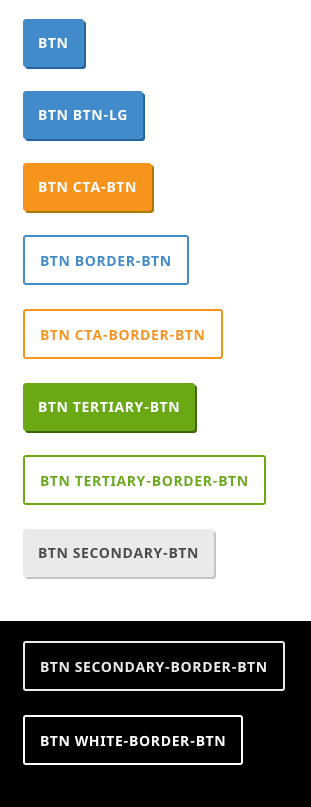 BTN
BTN BTN-LG
BTN CTA-BTN
BTN BORDER-BTN
BTN CTA-BORDER-BTN
BTN TERTIARY-BTN
BTN TERTIARY-BORDER-BTN
BTN SECONDARY-BTN
BTN SECONDARY-BORDER-BTN
BTN WHITE-BORDER-BTN